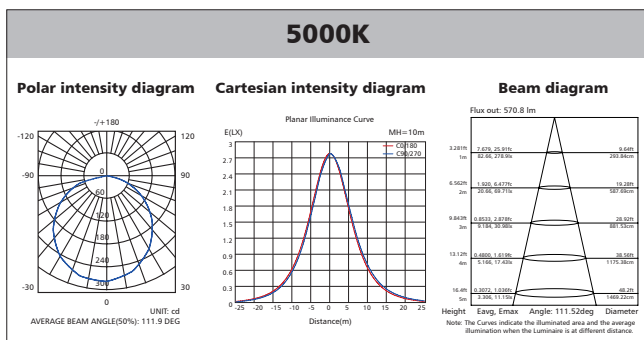 5000K
Polar intensity diagram
-/+180
-120
120
-90
90
0
60
120
180
240
300
-30
30
0
UNIT: cd
AVERAGE BEAM ANGLE(50%): 111.9 DEG
Cartesian intensity diagram
Planar Illuminance Curve
E(LX)
MH=10m
C0/180
C90/270
3
2.7
2.4
2.1
1.8
1.5
1.2
0.9
0.6
0.3
0
-25 -20 -15 -10 -5 0 5 10 15 20 25
Distance(m)
Beam diagram
Flux out: 570.8 lm
3.281ft 7.679, 25.91fc 9.64ft
1m 82.66, 278.9lx 293.84cm
6.562ft 1.920, 6.477fc 19.28ft
2m 20.66, 69.71lx 587.69cm
9.843ft 0.8533, 2.878fc 28.92ft
3m 9.184, 30.98lx 881.53cm
13.12ft 0.4800, 1.619fc 38.56ft
4m 5.166, 17.43lx 1175.38cm
16.4ft 0.3072, 1.036fc 48.2ft
5m 3.306, 11.15lx 1469.22cm
Height Eavg, Emax Angle: 111.52deg Diameter
Note: The Curves indicate the illuminated area and the average
illumination when the Luminaire is at different distance.